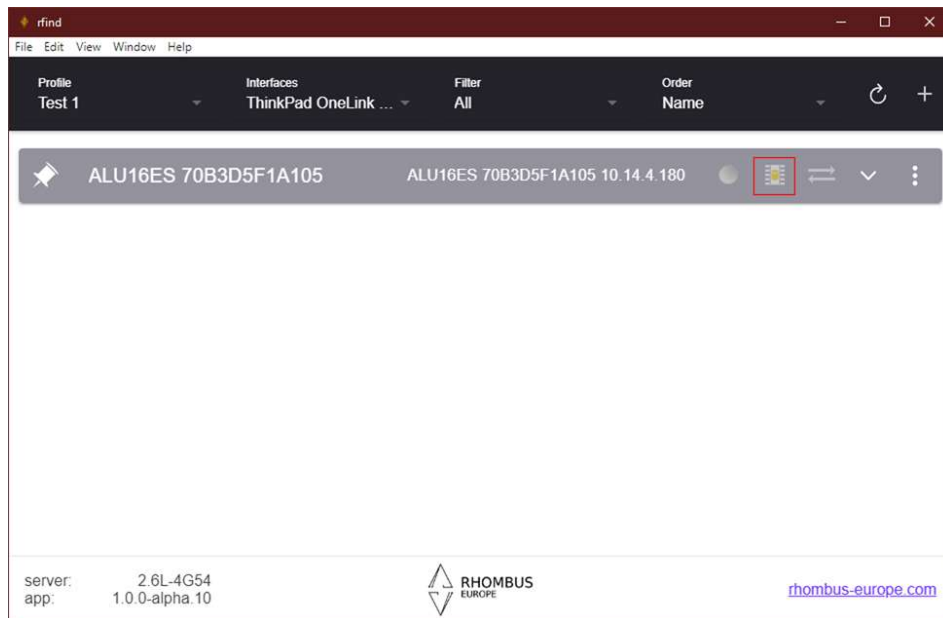 rfind
File Edit View Window Help
Profile Interfaces Filter Order
Test 1 ThinkPad OneLink ... All Name
ALU16ES 70B3D5F1A105 ALU16ES 70B3D5F1A105 10.14.4.180
server: 2.6L-4G54
app: 1.0.0-alpha.10
RHOMBUS
EUROPE
rhombus-europe.com